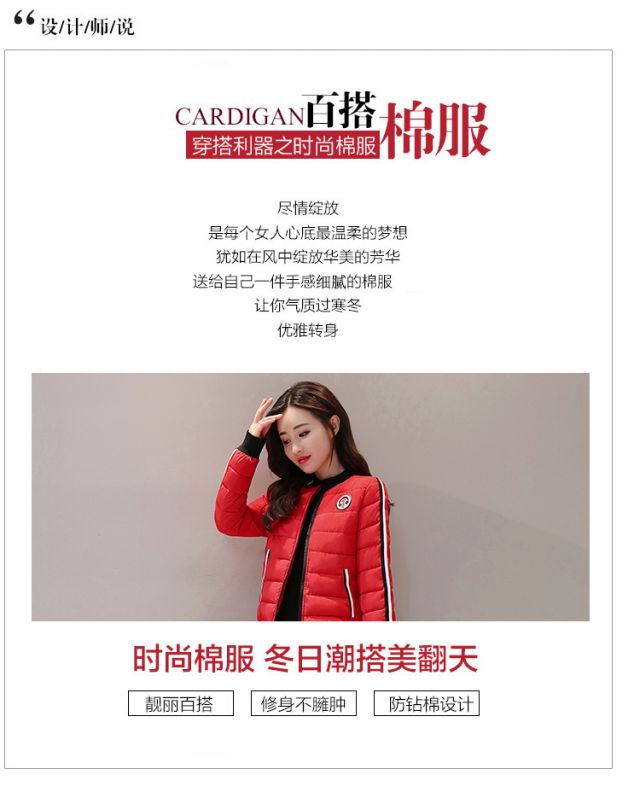 “ 设/计/师/说
CARDIGAN百搭棉服
穿搭利器之时尚棉服
尽情绽放
是每个女人心底最温柔的梦想
犹如在风中绽放华美的芳华
送给自己一件手感细腻的棉服
让你气质过寒冬
优雅转身
时尚棉服 冬日潮搭美翻天
靓丽百搭 修身不臃肿 防钻棉设计